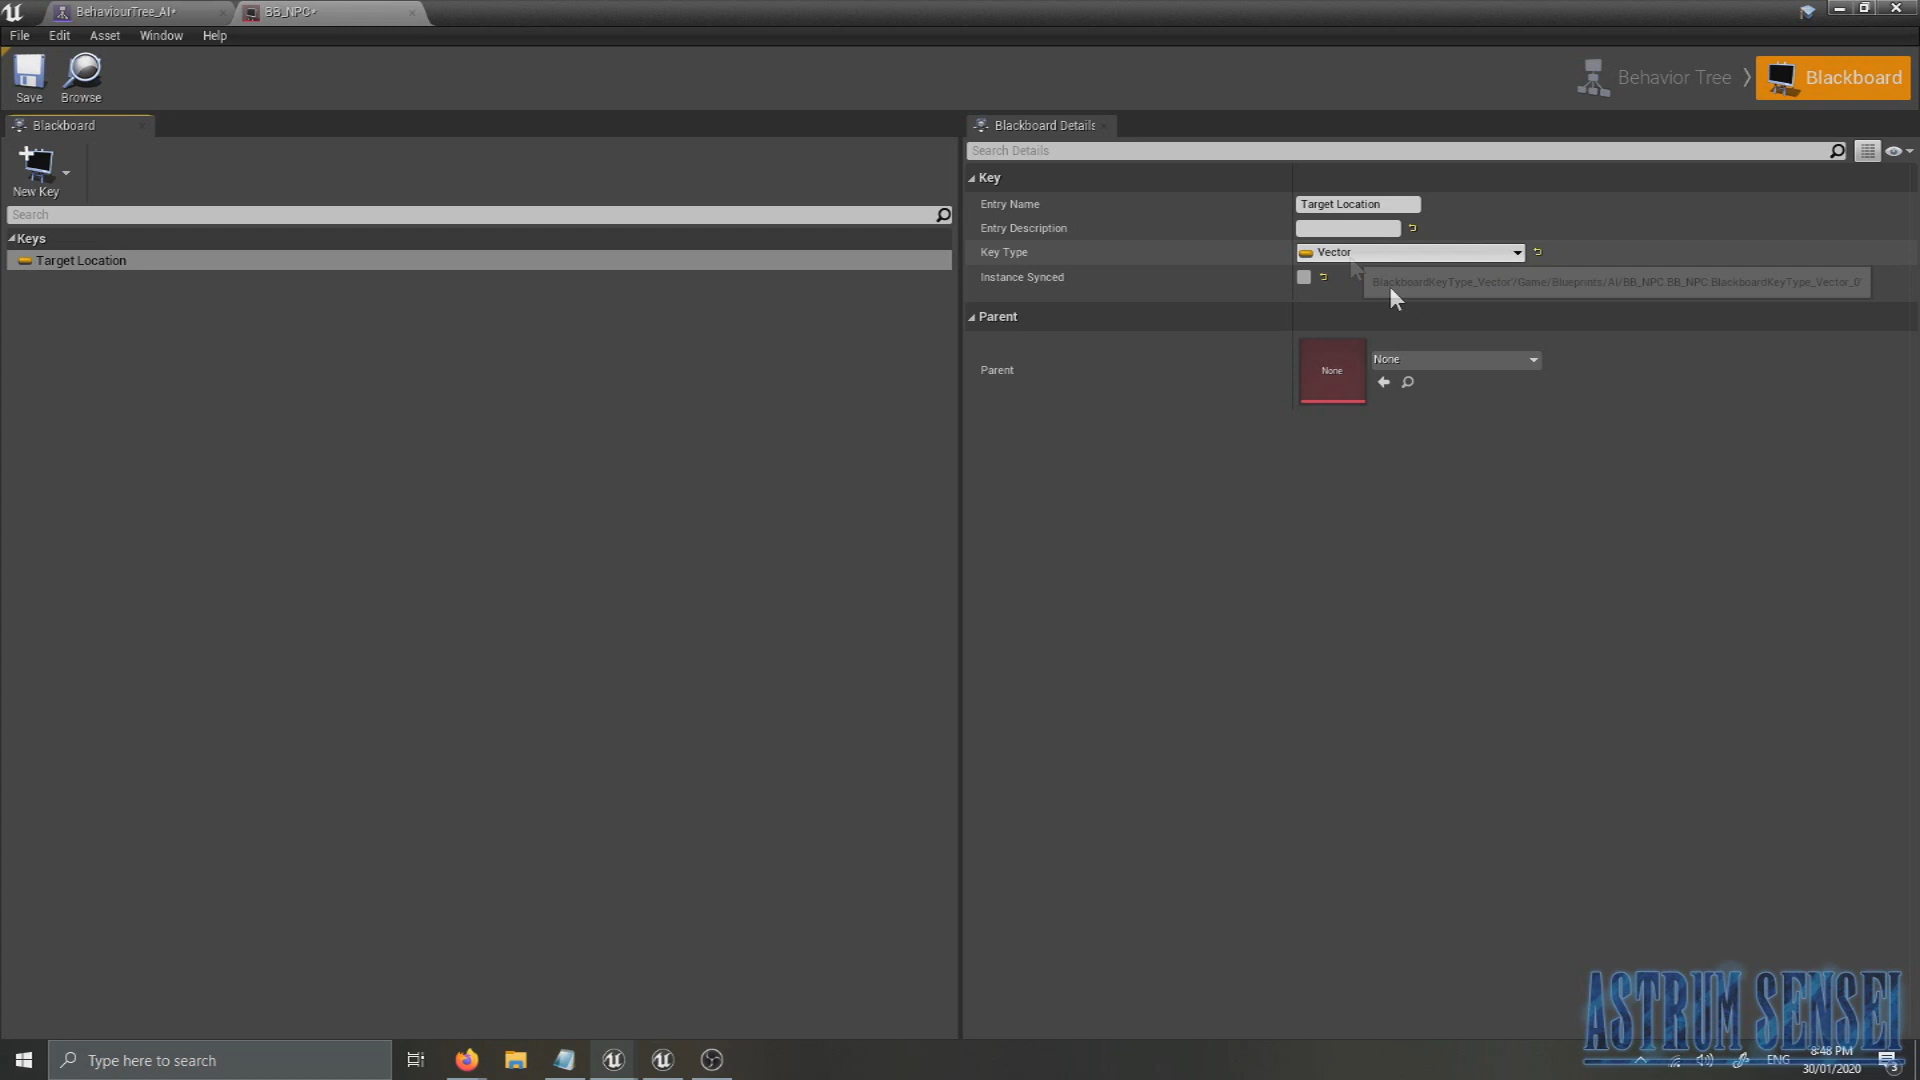 BehaviourTree_AI*
BB_NPC*
File Edit Asset Window Help
Save Browse
Behavior Tree Blackboard
Blackboard
Blackboard Details
New Key
Search Details
Search
Key
Entry Name Target Location
Entry Description
Key Type Vector
Instance Synced
BlackboardKeyType_Vector'/Game/Blueprints/AI/BB_NPC.BB_NPC:BlackboardKeyType_Vector_0'
Keys
Target Location
Parent
Parent None None
ASTRUM SENSEI
Type here to search
ENG
8:48 PM
30/01/2020
3